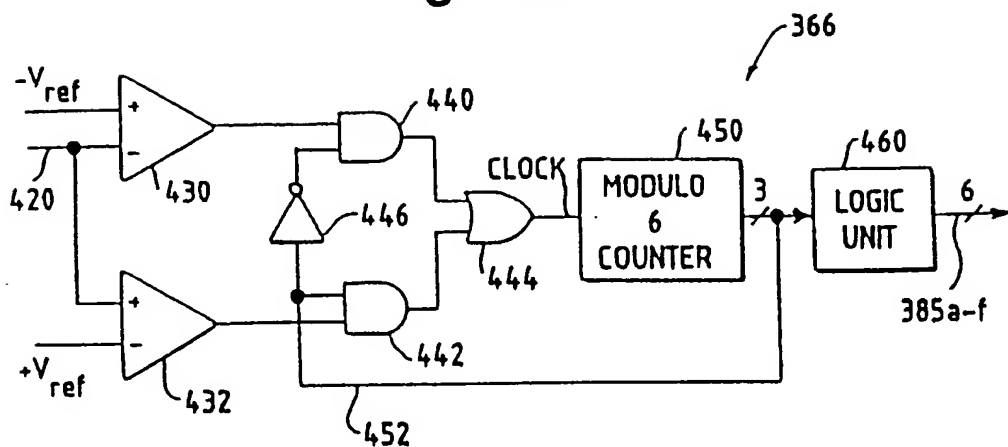 366
-Vref
+
-
420
430
440
446
CLOCK
450
MODULO
6
COUNTER
3
460
LOGIC
UNIT
6
385a-f
444
442
+
-
+Vref
432
452